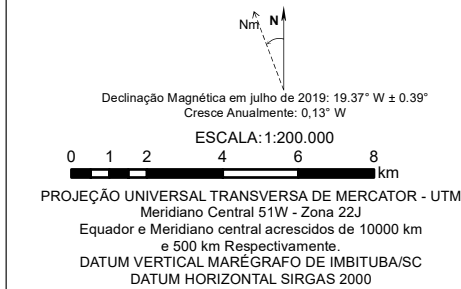 Nm N
Declinação Magnética em julho de 2019: 19.37° W ± 0.39°
Cresce Anualmente: 0,13° W
ESCALA:1:200.000
0 1 2 4 6 8
km
PROJEÇÃO UNIVERSAL TRANSVERSA DE MERCATOR - UTM
Meridiano Central 51W - Zona 22J
Equador e Meridiano central acrescidos de 10000 km
e 500 km Respectivamente.
DATUM VERTICAL MARÉGRAFO DE IMBITUBA/SC
DATUM HORIZONTAL SIRGAS 2000